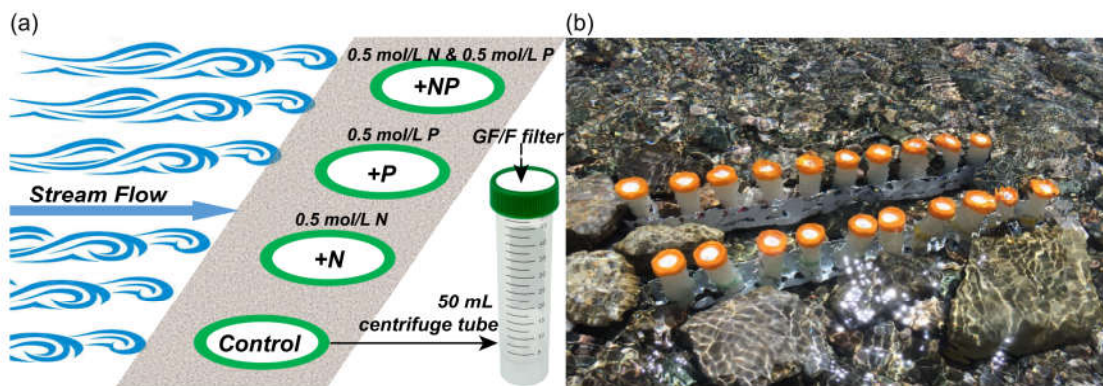 (a)
(b)
0.5 mol/L N & 0.5 mol/L P
+NP
0.5 mol/L P
GF/F filter
+P
Stream Flow
0.5 mol/L N
+N
50 mL
centrifuge tube
Control